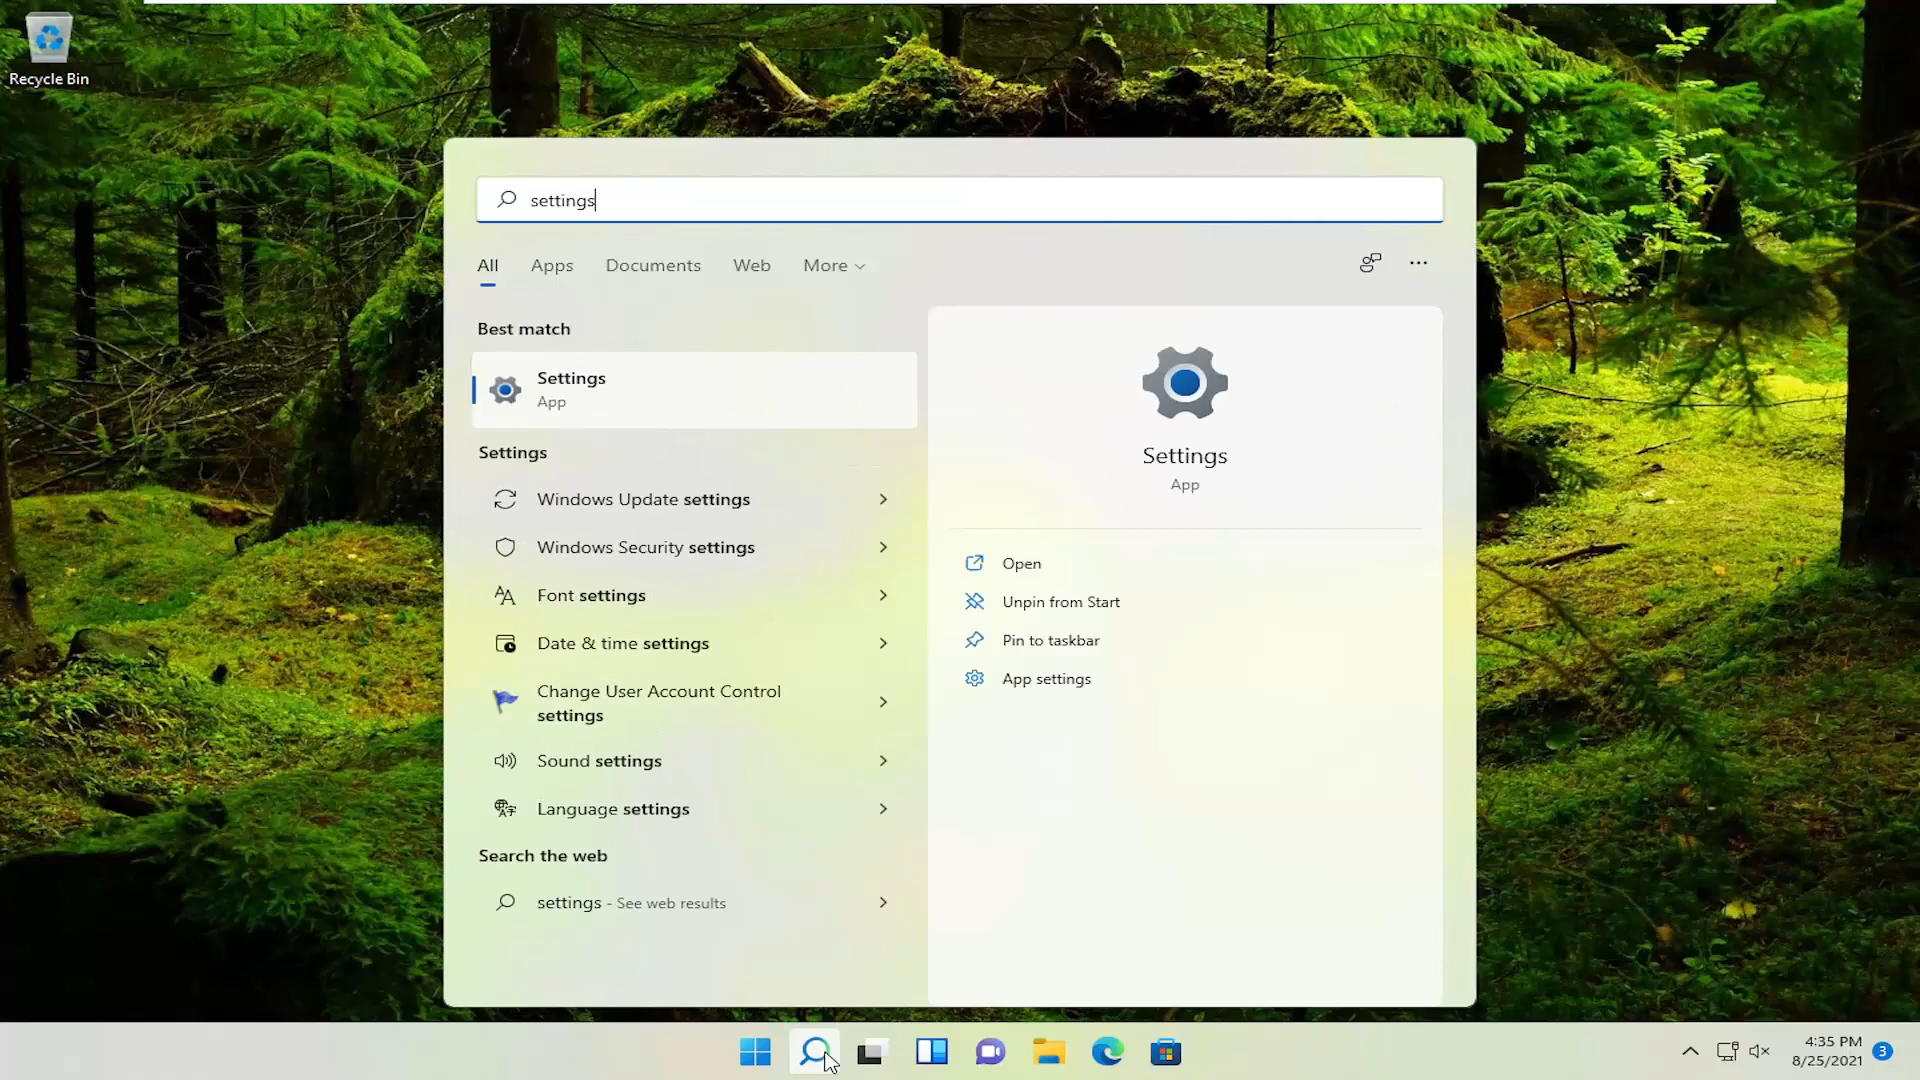 Recycle Bin
settings
All Apps Documents Web More
Best match
Settings
App
Settings
Windows Update settings
Windows Security settings
Font settings
Date & time settings
Change User Account Control
settings
Sound settings
Language settings
Search the web
settings - See web results
Settings
App
Open
Unpin from Start
Pin to taskbar
App settings
4:35 PM
8/25/2021
3